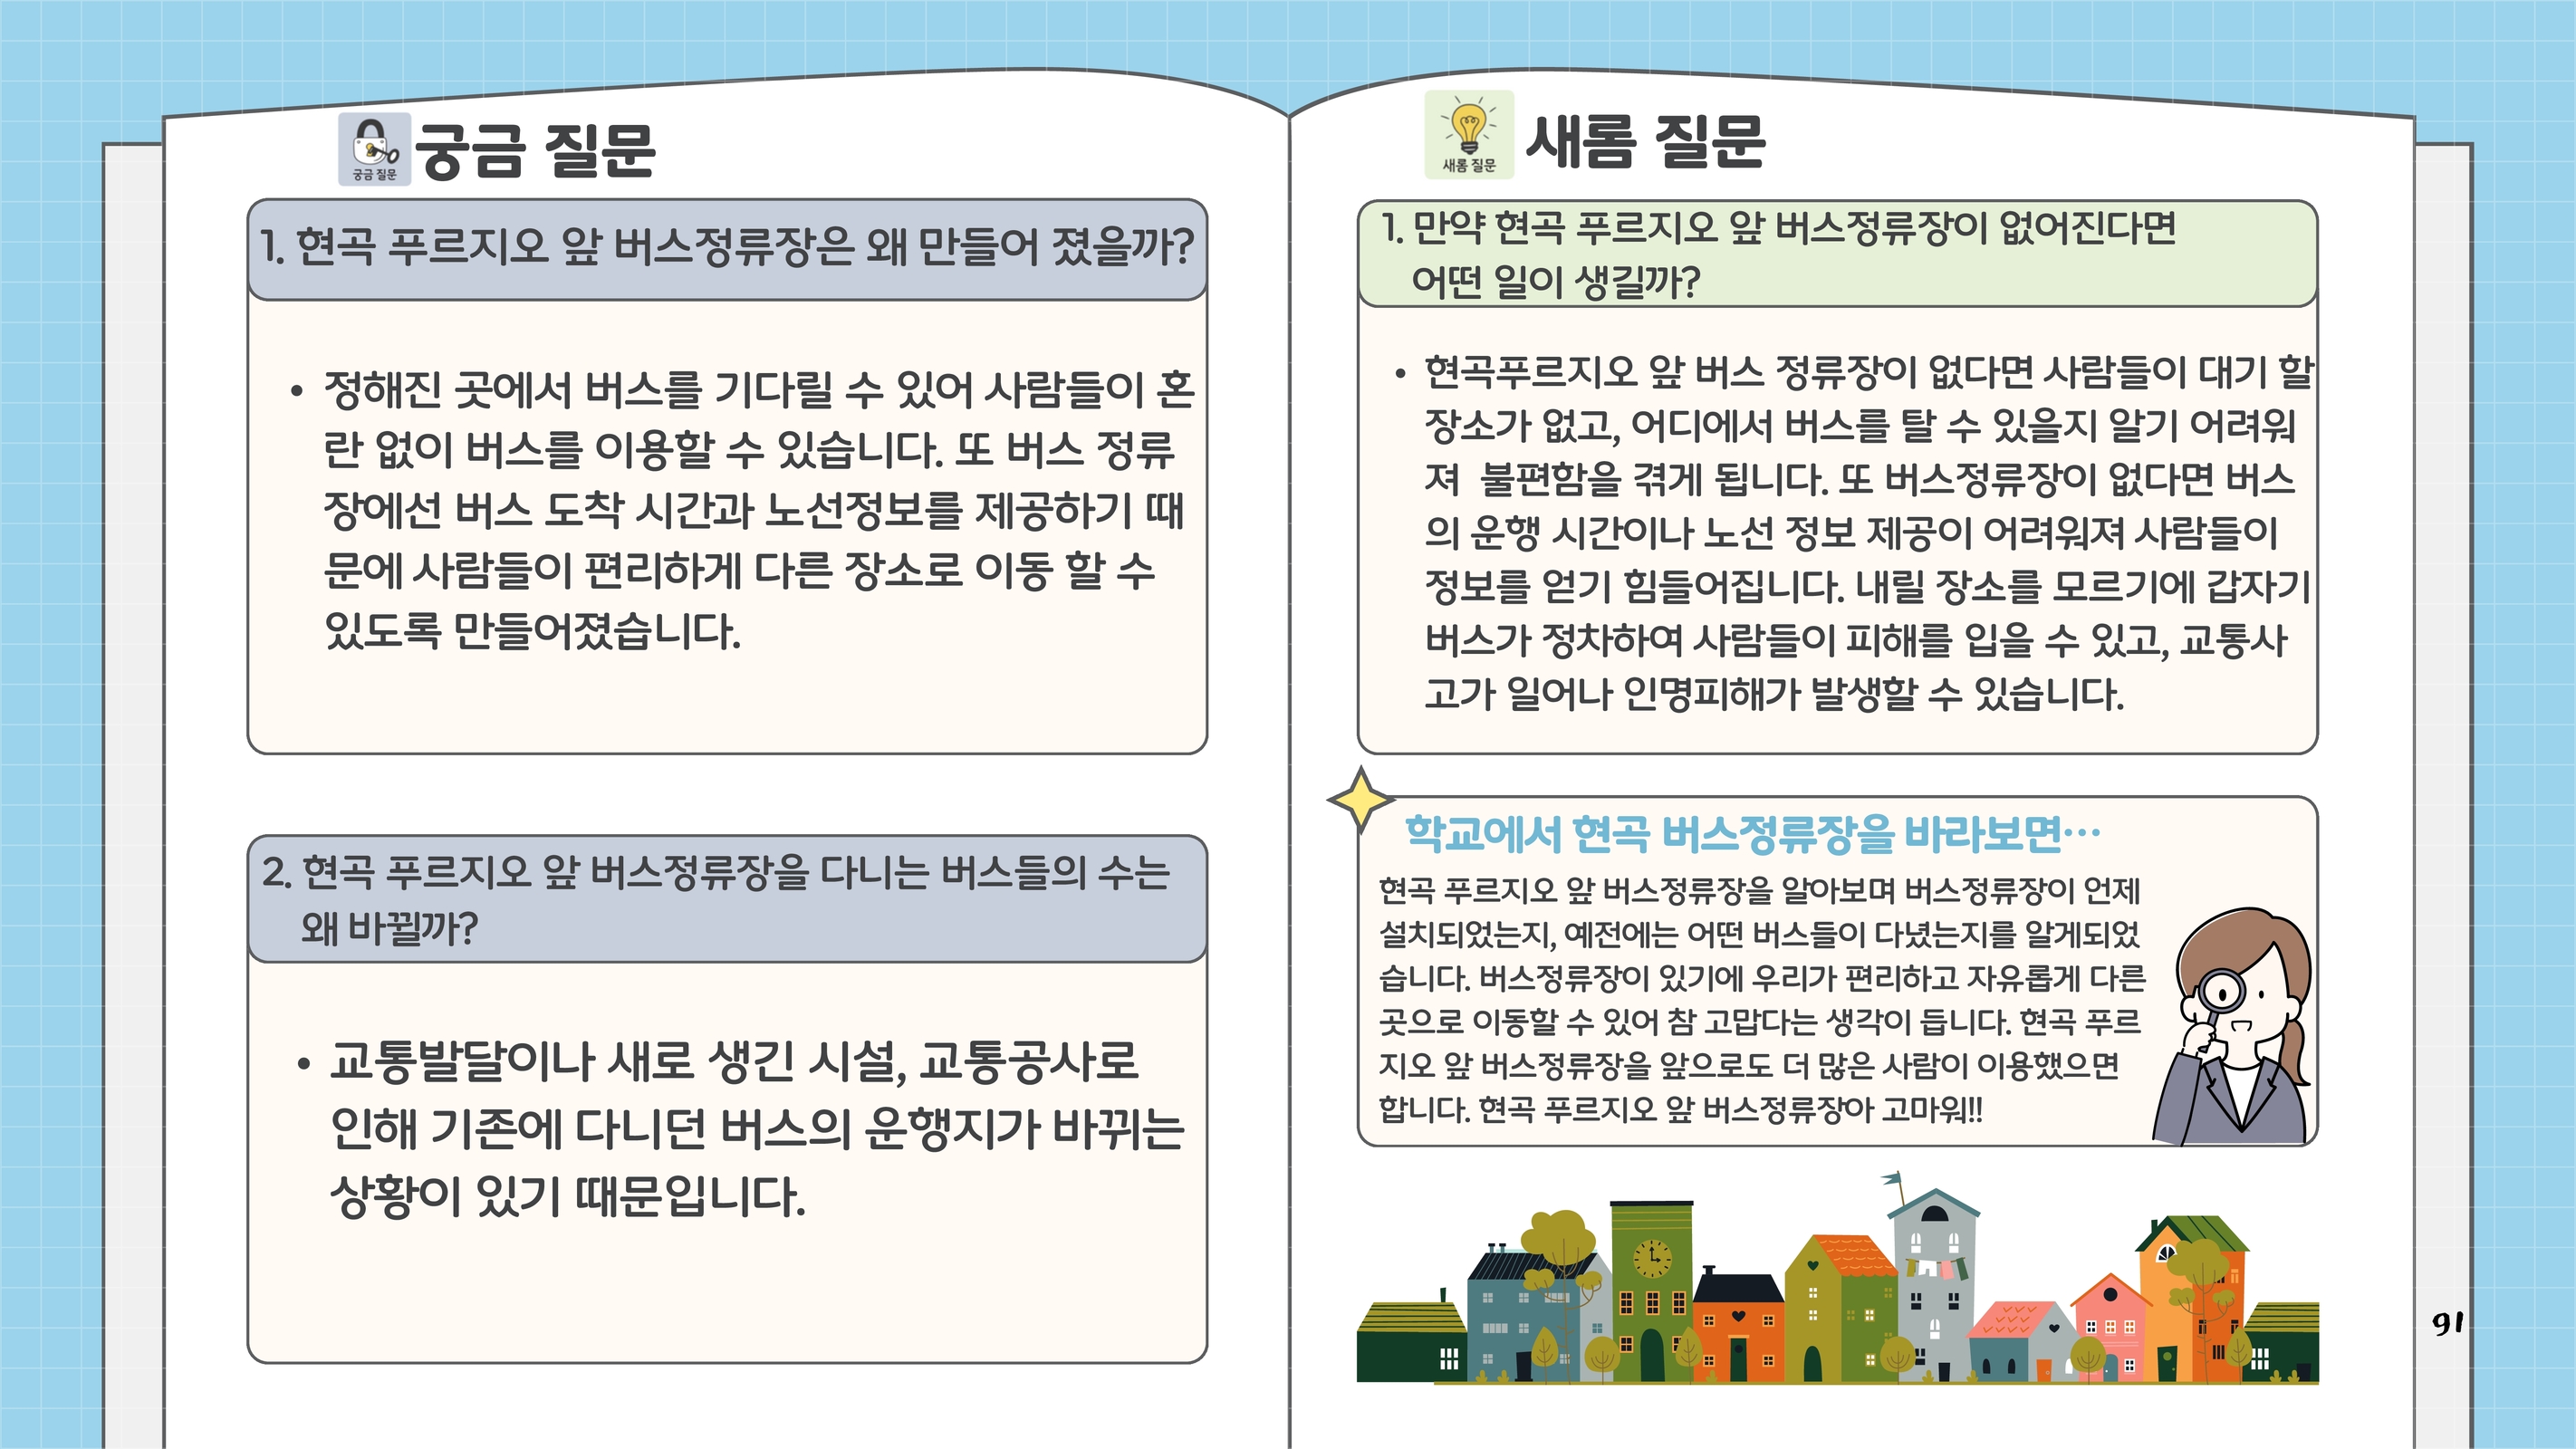 궁금 질문
궁금 질문
1. 현곡 푸르지오 앞 버스정류장은 왜 만들어 졌을까?
• 정해진 곳에서 버스를 기다릴 수 있어 사람들이 혼
란 없이 버스를 이용할 수 있습니다. 또 버스 정류
장에선 버스 도착 시간과 노선정보를 제공하기 때
문에 사람들이 편리하게 다른 장소로 이동 할 수
있도록 만들어졌습니다.
2. 현곡 푸르지오 앞 버스정류장을 다니는 버스들의 수는
왜 바뀔까?
• 교통발달이나 새로 생긴 시설, 교통공사로
인해 기존에 다니던 버스의 운행지가 바뀌는
상황이 있기 때문입니다.
새롬 질문
새롬 질문
1. 만약 현곡 푸르지오 앞 버스정류장이 없어진다면
어떤 일이 생길까?
• 현곡푸르지오 앞 버스 정류장이 없다면 사람들이 대기 할
장소가 없고, 어디에서 버스를 탈 수 있을지 알기 어려워
져 불편함을 겪게 됩니다. 또 버스정류장이 없다면 버스
의 운행 시간이나 노선 정보 제공이 어려워져 사람들이
정보를 얻기 힘들어집니다. 내릴 장소를 모르기에 갑자기
버스가 정차하여 사람들이 피해를 입을 수 있고, 교통사
고가 일어나 인명피해가 발생할 수 있습니다.
학교에서 현곡 버스정류장을 바라보면…
현곡 푸르지오 앞 버스정류장을 알아보며 버스정류장이 언제
설치되었는지, 예전에는 어떤 버스들이 다녔는지를 알게되었
습니다. 버스정류장이 있기에 우리가 편리하고 자유롭게 다른
곳으로 이동할 수 있어 참 고맙다는 생각이 듭니다. 현곡 푸르
지오 앞 버스정류장을 앞으로도 더 많은 사람이 이용했으면
합니다. 현곡 푸르지오 앞 버스정류장아 고마워!!
91